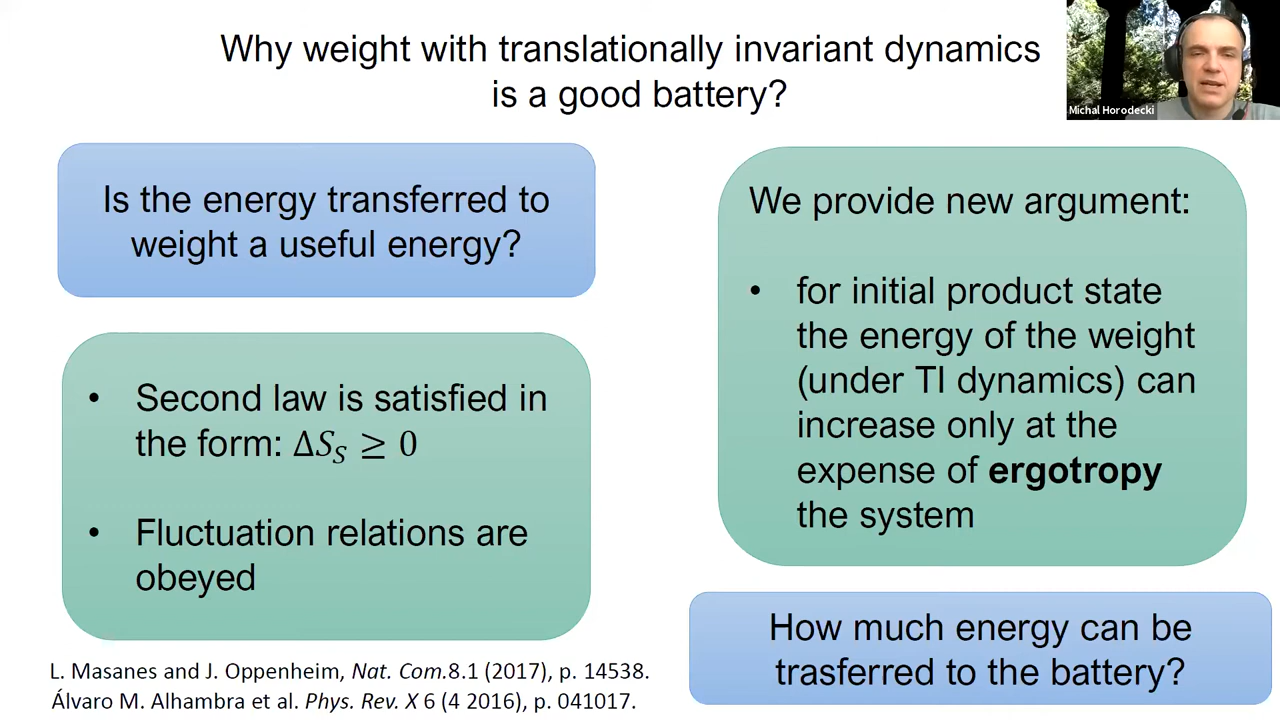 Why weight with translationally invariant dynamics
is a good battery?
Michal Horodecki
Is the energy transferred to
weight a useful energy?
• Second law is satisfied in
the form: Δ𝑆_𝑆 ≥ 0
• Fluctuation relations are
obeyed
L. Masanes and J. Oppenheim, Nat. Com.8.1 (2017), p. 14538.
Álvaro M. Alhambra et al. Phys. Rev. X 6 (4 2016), p. 041017.
We provide new argument:
• for initial product state
the energy of the weight
(under TI dynamics) can
increase only at the
expense of ergotropy
the system
How much energy can be
trasferred to the battery?